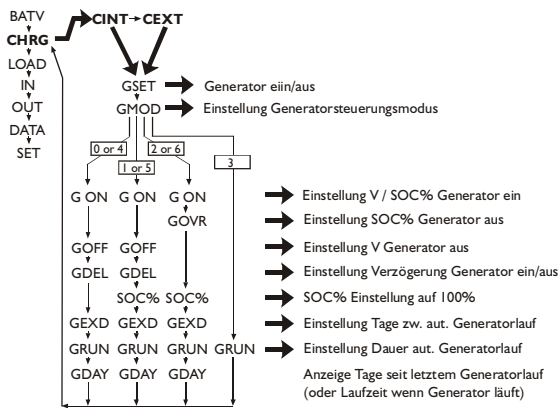 BATV
CHRG CINT CEXT
LOAD
IN
OUT
DATA
SET
GSET Generator eiin/aus
GMOD Einstellung Generatorsteuerungsmodus
0 or 4 2 or 6
1 or 5 3
G ON G ON G ON Einstellung V / SOC% Generator ein
GOVR Einstellung SOC% Generator aus
GOFF GOFF Einstellung V Generator aus
GDEL GDEL Einstellung Verzögerung Generator ein/aus
SOC% SOC% SOC% Einstellung auf 100%
GEXD GEXD GEXD Einstellung Tage zw. aut. Generatorlauf
GRUN GRUN GRUN GRUN Einstellung Dauer aut. Generatorlauf
GDAY GDAY GDAY Anzeige Tage seit letztem Generatorlauf
(oder Laufzeit wenn Generator läuft)